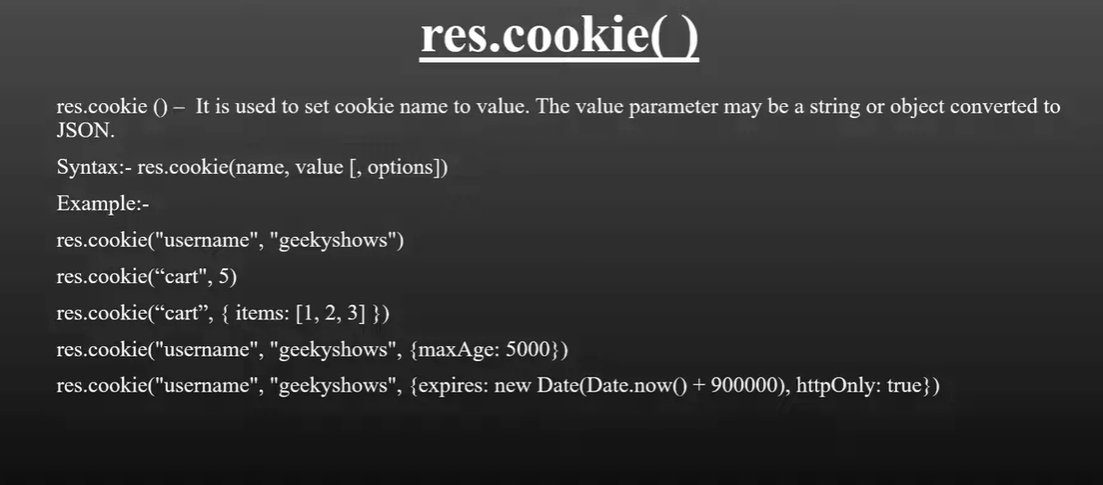 res.cookie( )
res.cookie () – It is used to set cookie name to value. The value parameter may be a string or object converted to
JSON.
Syntax:- res.cookie(name, value [, options])
Example:-
res.cookie("username", "geekyshows")
res.cookie(“cart", 5)
res.cookie(“cart”, { items: [1, 2, 3] })
res.cookie("username", "geekyshows", {maxAge: 5000})
res.cookie("username", "geekyshows", {expires: new Date(Date.now() + 900000), httpOnly: true})